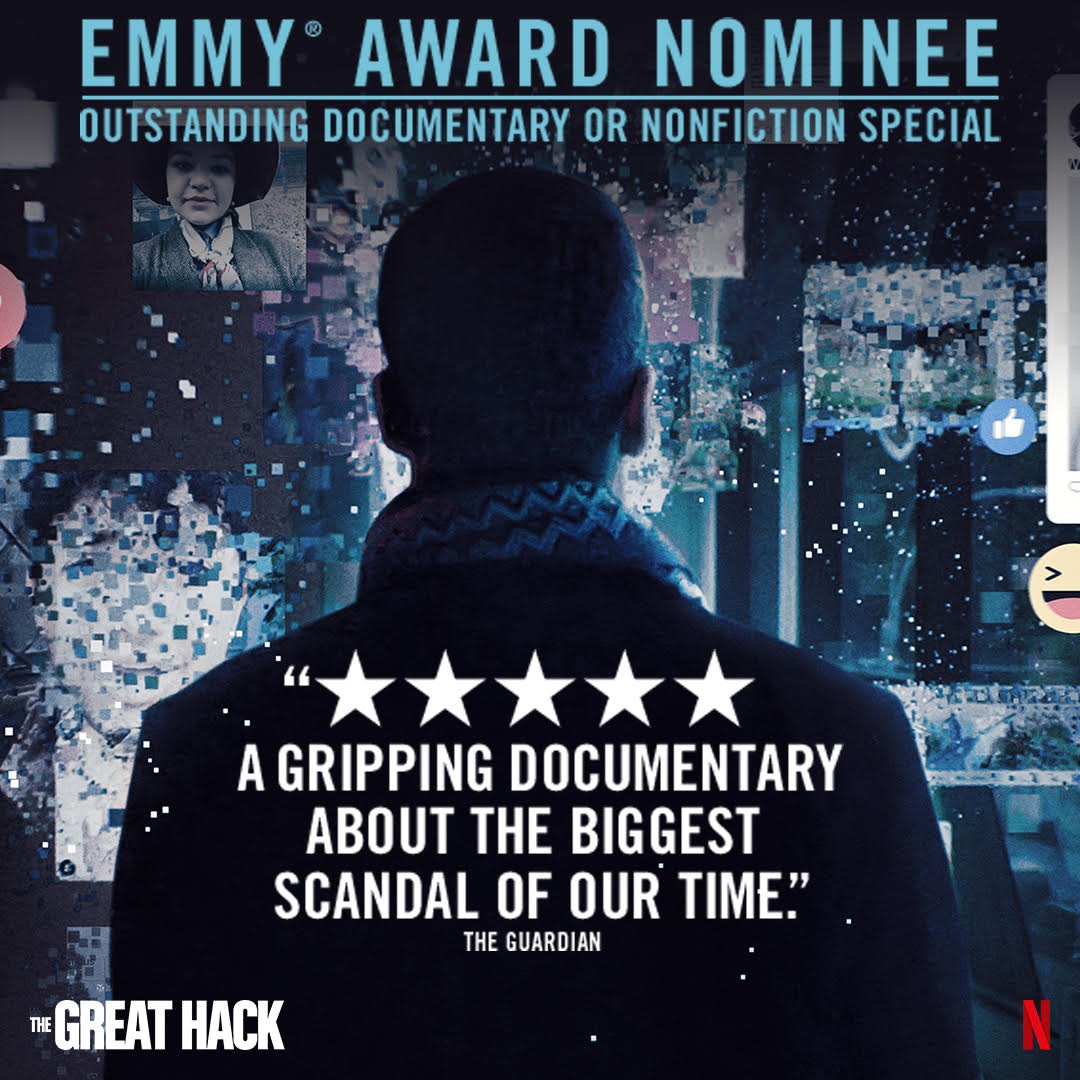 EMMY® AWARD NOMINEE
OUTSTANDING DOCUMENTARY OR NONFICTION SPECIAL
“★★★★★
A GRIPPING DOCUMENTARY
ABOUT THE BIGGEST
SCANDAL OF OUR TIME.”
THE GUARDIAN
THE GREAT HACK
N